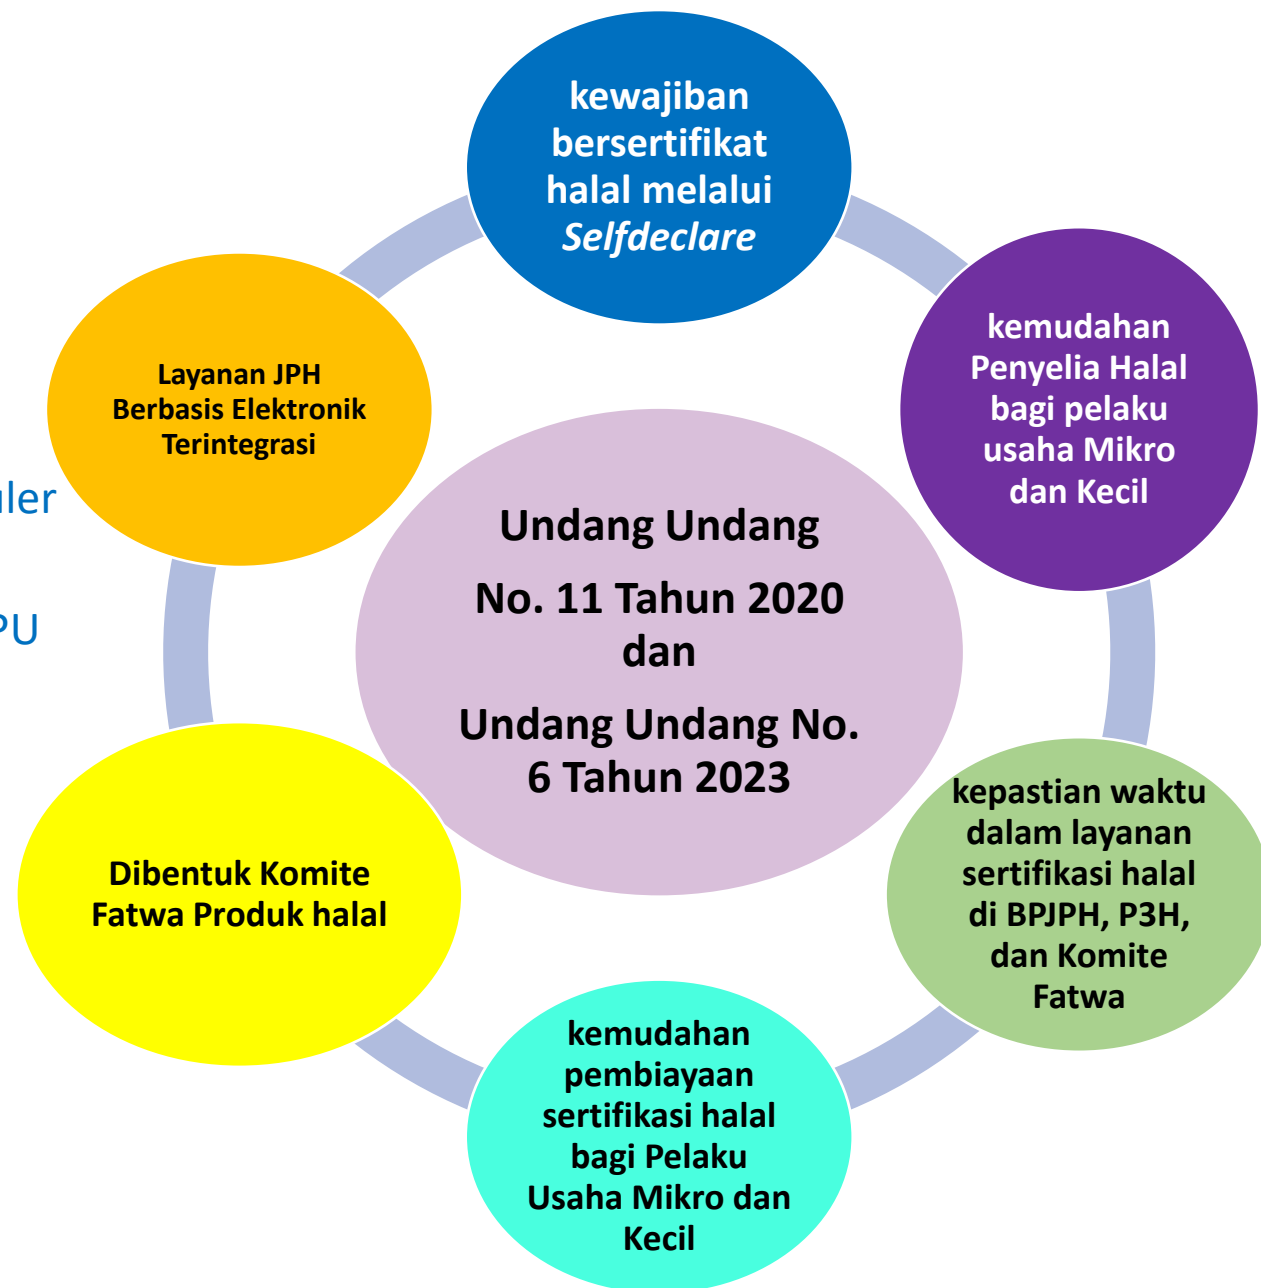 kewajiban
bersertifikat
halal melalui
Selfdeclare
kemudahan
Penyelia Halal
bagi pelaku
usaha Mikro
dan Kecil
kepastian waktu
dalam layanan
sertifikasi halal
di BPJPH, P3H,
dan Komite
Fatwa
kemudahan
pembiayaan
sertifikasi halal
bagi Pelaku
Usaha Mikro dan
Kecil
Dibentuk Komite
Fatwa Produk halal
Layanan JPH
Berbasis Elektronik
Terintegrasi
Undang Undang
No. 11 Tahun 2020
dan
Undang Undang No.
6 Tahun 2023